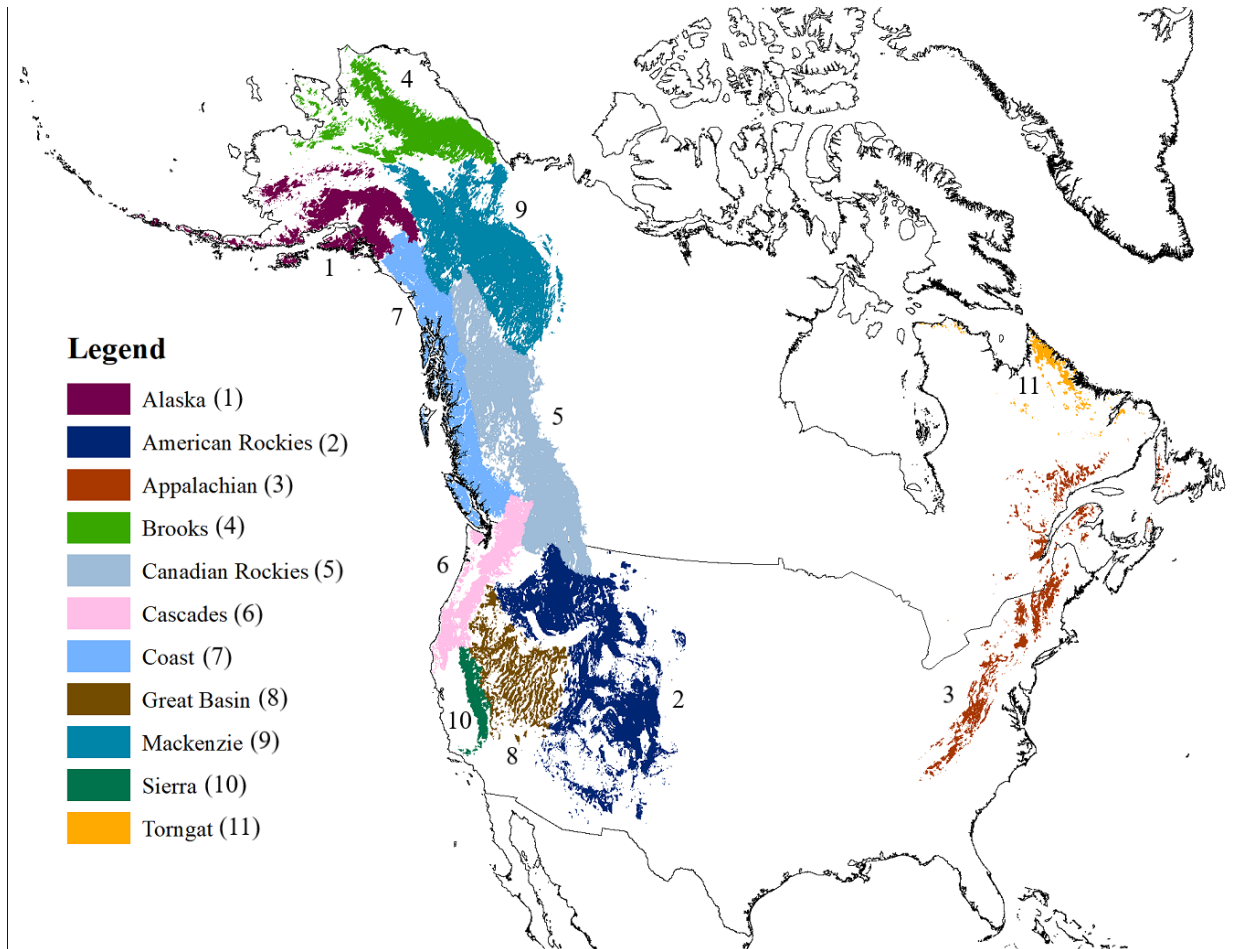 4
9
1
7
Legend
Alaska (1)
American Rockies (2)
Appalachian (3)
Brooks (4)
Canadian Rockies (5)
Cascades (6)
Coast (7)
Great Basin (8)
Mackenzie (9)
Sierra (10)
Torngat (11)
11
5
6
2
3
10
8